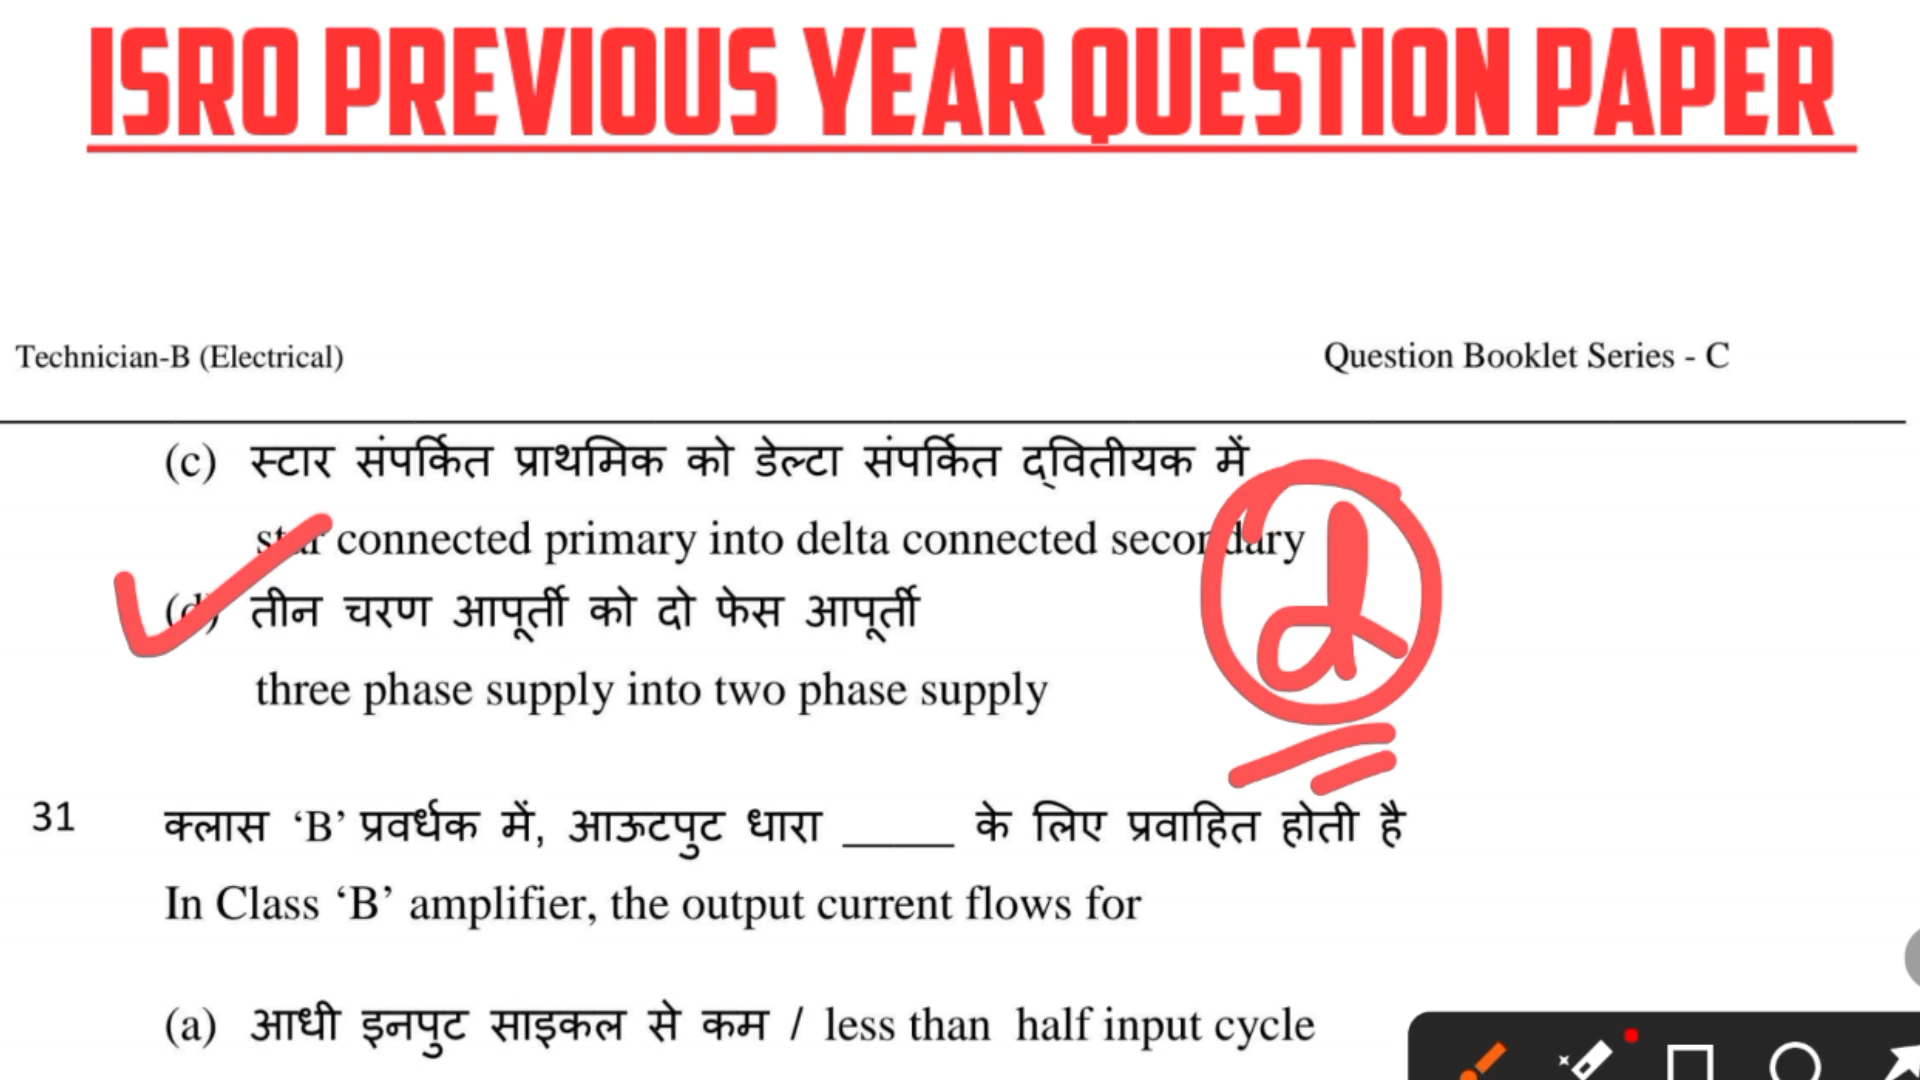 ISRO PREVIOUS YEAR QUESTION PAPER
Technician-B (Electrical) Question Booklet Series - C
(c) स्टार संपर्कित प्राथमिक को डेल्टा संपर्कित द्वितीयक में
star connected primary into delta connected secondary
(d) तीन चरण आपूर्ती को दो फेस आपूर्ती
d
three phase supply into two phase supply
31 क्लास ‘B’ प्रवर्धक में, आऊटपुट धारा _____ के लिए प्रवाहित होती है
In Class ‘B’ amplifier, the output current flows for
(a) आधी इनपुट साइकल से कम / less than half input cycle